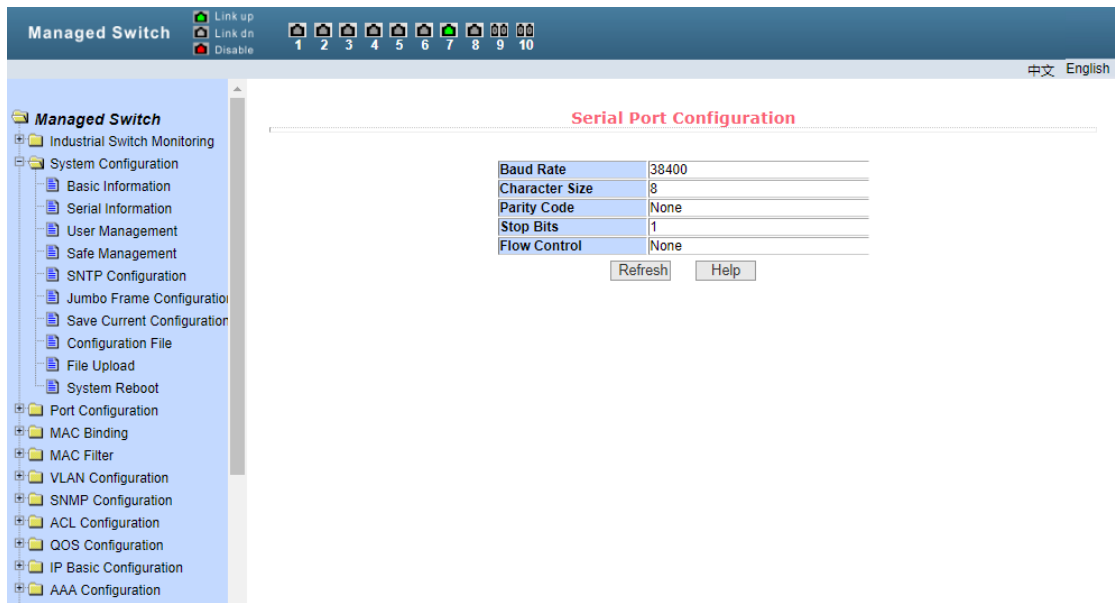 Managed Switch
Link up
Link dn
Disable
1 2 3 4 5 6 7 8 9 10
中文 English
Managed Switch
Industrial Switch Monitoring
System Configuration
Basic Information
Serial Information
User Management
Safe Management
SNTP Configuration
Jumbo Frame Configuration
Save Current Configuration
Configuration File
File Upload
System Reboot
Port Configuration
MAC Binding
MAC Filter
VLAN Configuration
SNMP Configuration
ACL Configuration
QOS Configuration
IP Basic Configuration
AAA Configuration
Serial Port Configuration
Baud Rate 38400
Character Size 8
Parity Code None
Stop Bits 1
Flow Control None
Refresh Help